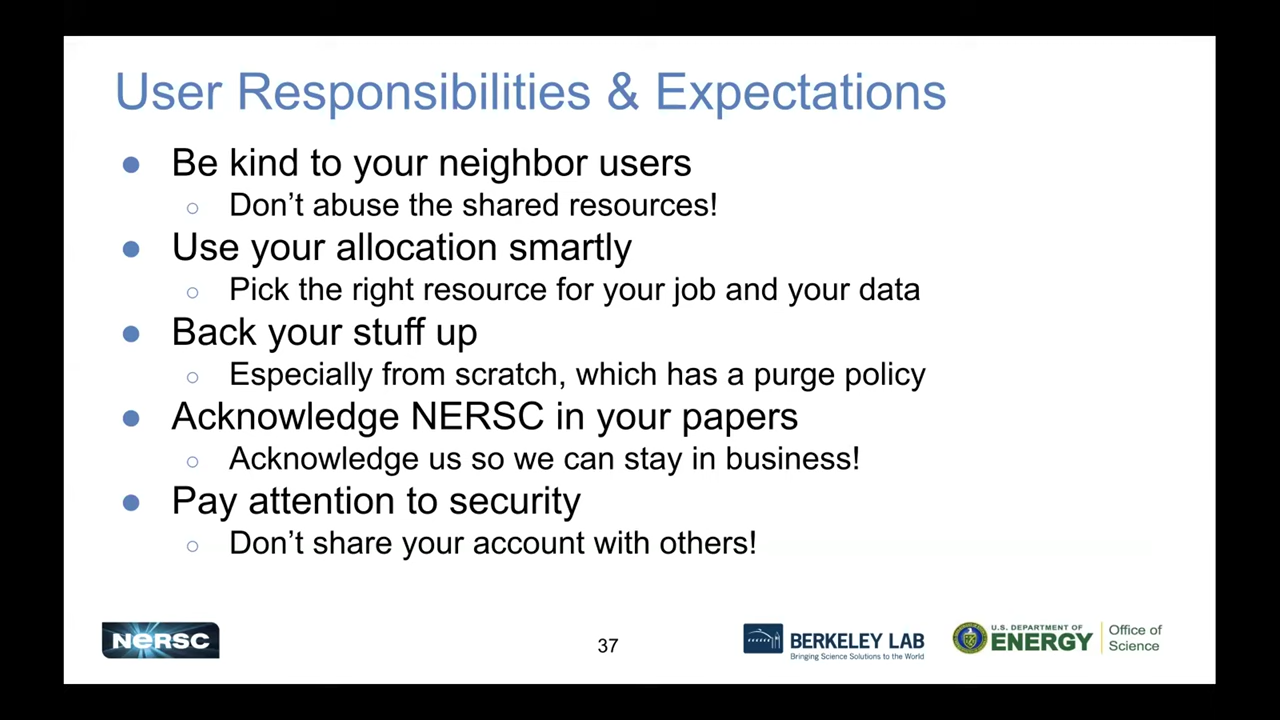 User Responsibilities & Expectations
● Be kind to your neighbor users
○ Don’t abuse the shared resources!
● Use your allocation smartly
○ Pick the right resource for your job and your data
● Back your stuff up
○ Especially from scratch, which has a purge policy
● Acknowledge NERSC in your papers
○ Acknowledge us so we can stay in business!
● Pay attention to security
○ Don’t share your account with others!
NERSC
37
BERKELEY LAB
Bringing Science Solutions to the World
U.S. DEPARTMENT OF
ENERGY
Office of
Science